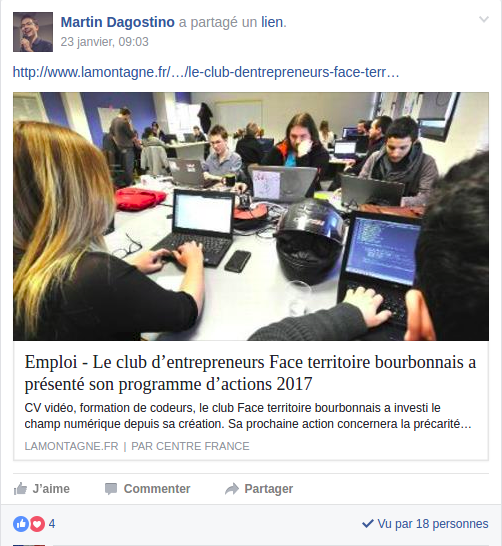 Martin Dagostino a partagé un lien.
23 janvier, 09:03
http://www.lamontagne.fr/…/le-club-dentrepreneurs-face-terr…
Emploi - Le club d’entrepreneurs Face territoire bourbonnais a
présenté son programme d’actions 2017
CV vidéo, formation de codeurs, le club Face territoire bourbonnais a investi le
champ numérique depuis sa création. Sa prochaine action concernera la précarité…
LAMONTAGNE.FR | PAR CENTRE FRANCE
J’aime Commenter Partager
4 Vu par 18 personnes